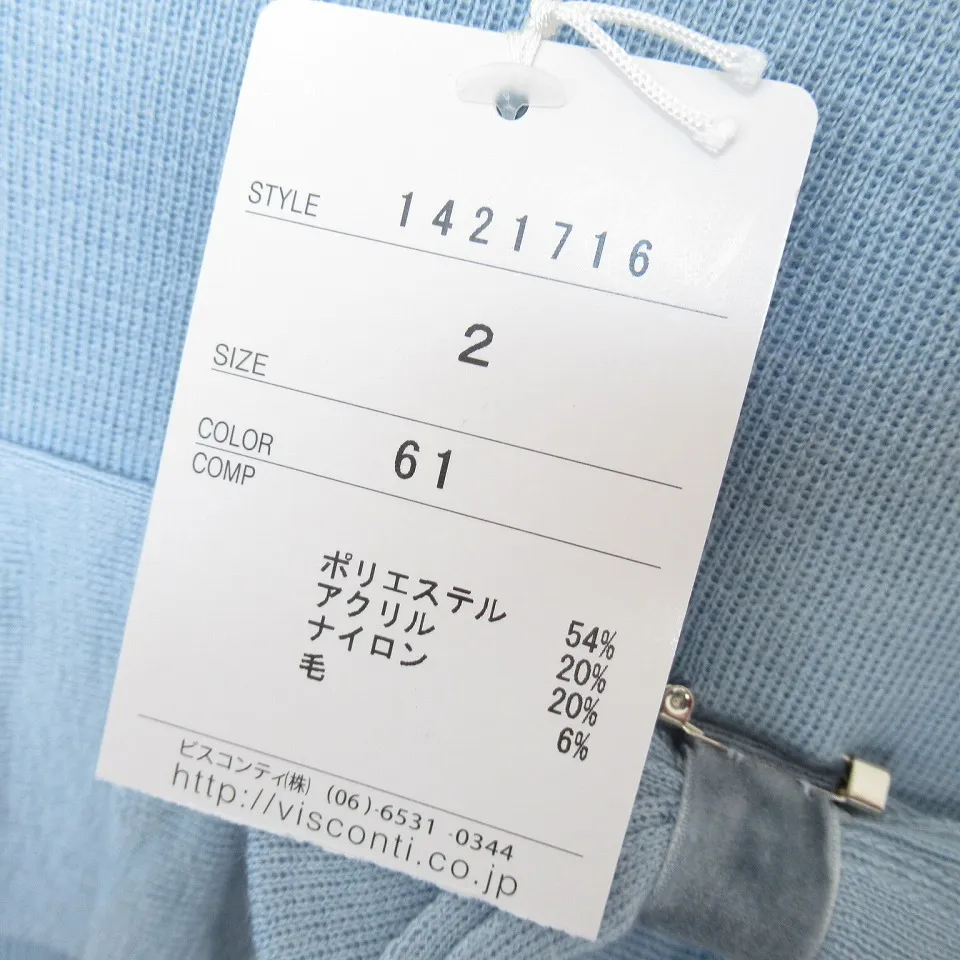 STYLE 1421716
SIZE 2
COLOR 61
COMP
ポリエステル 54%
アクリル 20%
ナイロン 20%
毛 6%
ビスコンティ(株) (06)-6531-0344
http://visconti.co.jp